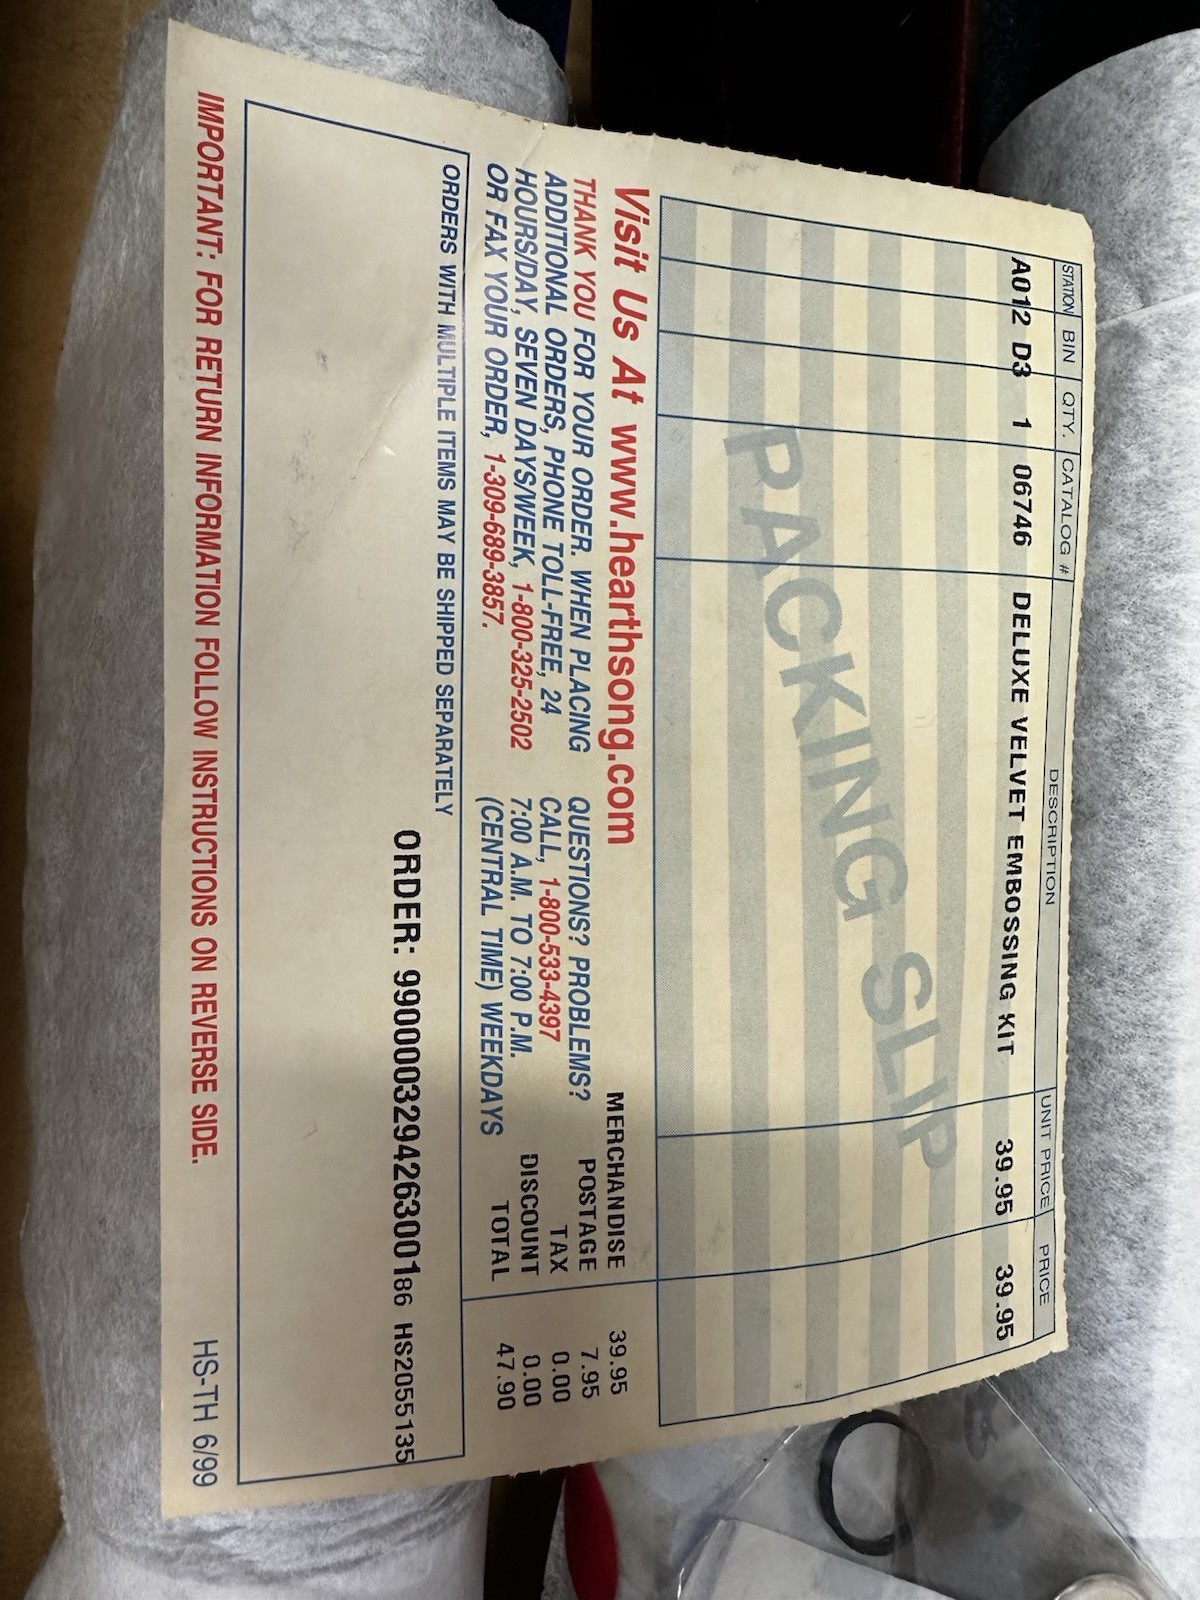 STATION BIN QTY. CATALOG # DESCRIPTION UNIT PRICE PRICE
A012 D3 1 06746 DELUXE VELVET EMBOSSING KIT 39.95 39.95
PACKING SLIP
Visit Us At www.hearthsong.com
THANK YOU FOR YOUR ORDER. WHEN PLACING
ADDITIONAL ORDERS, PHONE TOLL-FREE, 24
HOURS/DAY, SEVEN DAYS/WEEK, 1-800-325-2502
OR FAX YOUR ORDER, 1-309-689-3857.
QUESTIONS? PROBLEMS?
CALL, 1-800-533-4397
7:00 A.M. TO 7:00 P.M.
(CENTRAL TIME) WEEKDAYS
MERCHANDISE 39.95
POSTAGE 7.95
TAX 0.00
DISCOUNT 0.00
TOTAL 47.90
ORDERS WITH MULTIPLE ITEMS MAY BE SHIPPED SEPARATELY
ORDER: 9900003294263001 86 HS2055135
IMPORTANT: FOR RETURN INFORMATION FOLLOW INSTRUCTIONS ON REVERSE SIDE. HS-TH 6/99